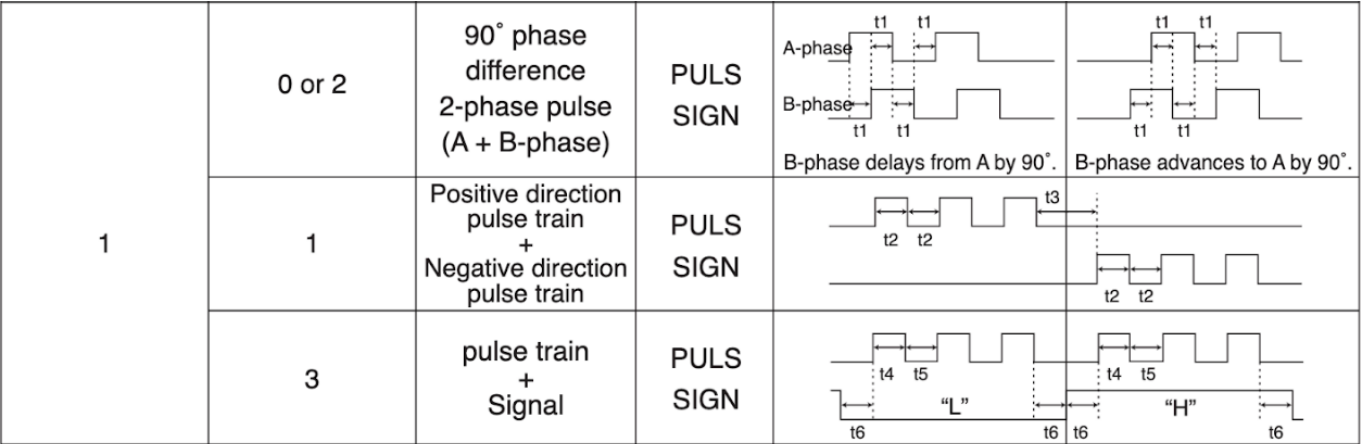 1
0 or 2
90˚ phase
difference
2-phase pulse
(A + B-phase)
PULS
SIGN
A-phase
t1 t1
B-phase
t1 t1
B-phase delays from A by 90˚.
t1 t1
t1 t1
B-phase advances to A by 90˚.
1
Positive direction
pulse train
+
Negative direction
pulse train
PULS
SIGN
t3
t2 t2
t2 t2
3
pulse train
+
Signal
PULS
SIGN
t4 t5
“L”
t6 t6
t4 t5
“H”
t6 t6